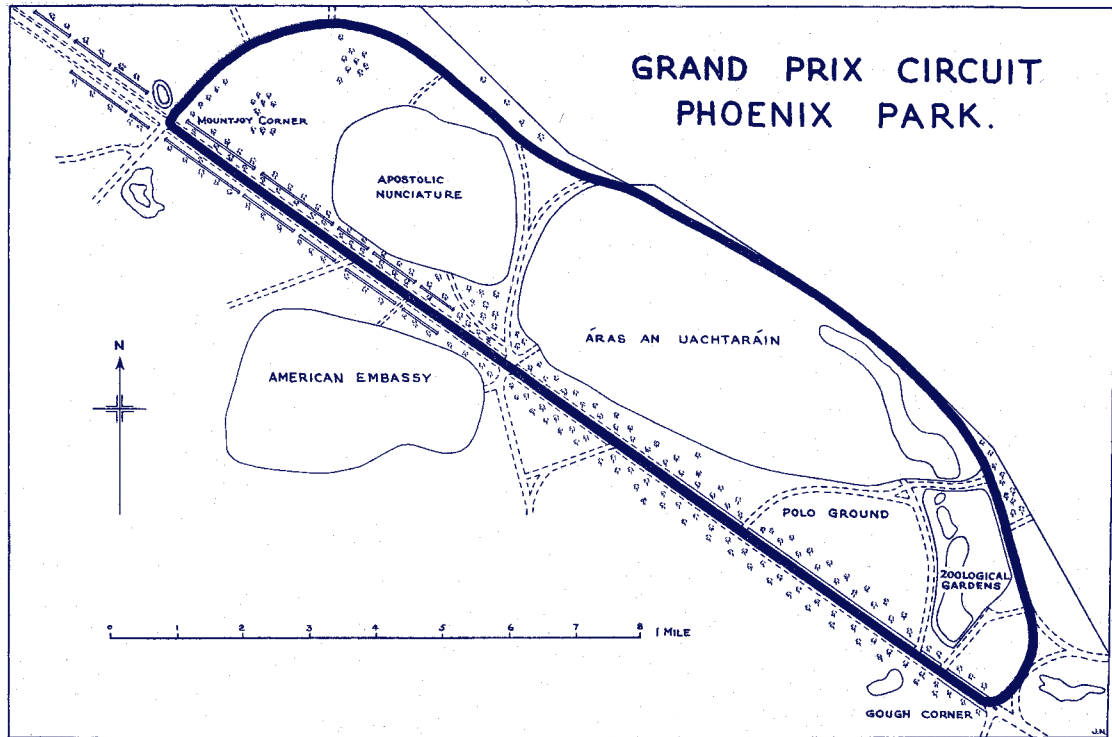 GRAND PRIX CIRCUIT
PHOENIX PARK.
MOUNTJOY CORNER
APOSTOLIC
NUNCIATURE
ÁRAS AN UACHTARÁIN
N
AMERICAN EMBASSY
POLO GROUND
ZOOLOGICAL
GARDENS
0 1 2 3 4 5 6 7 8 1 MILE
GOUGH CORNER
J.N.